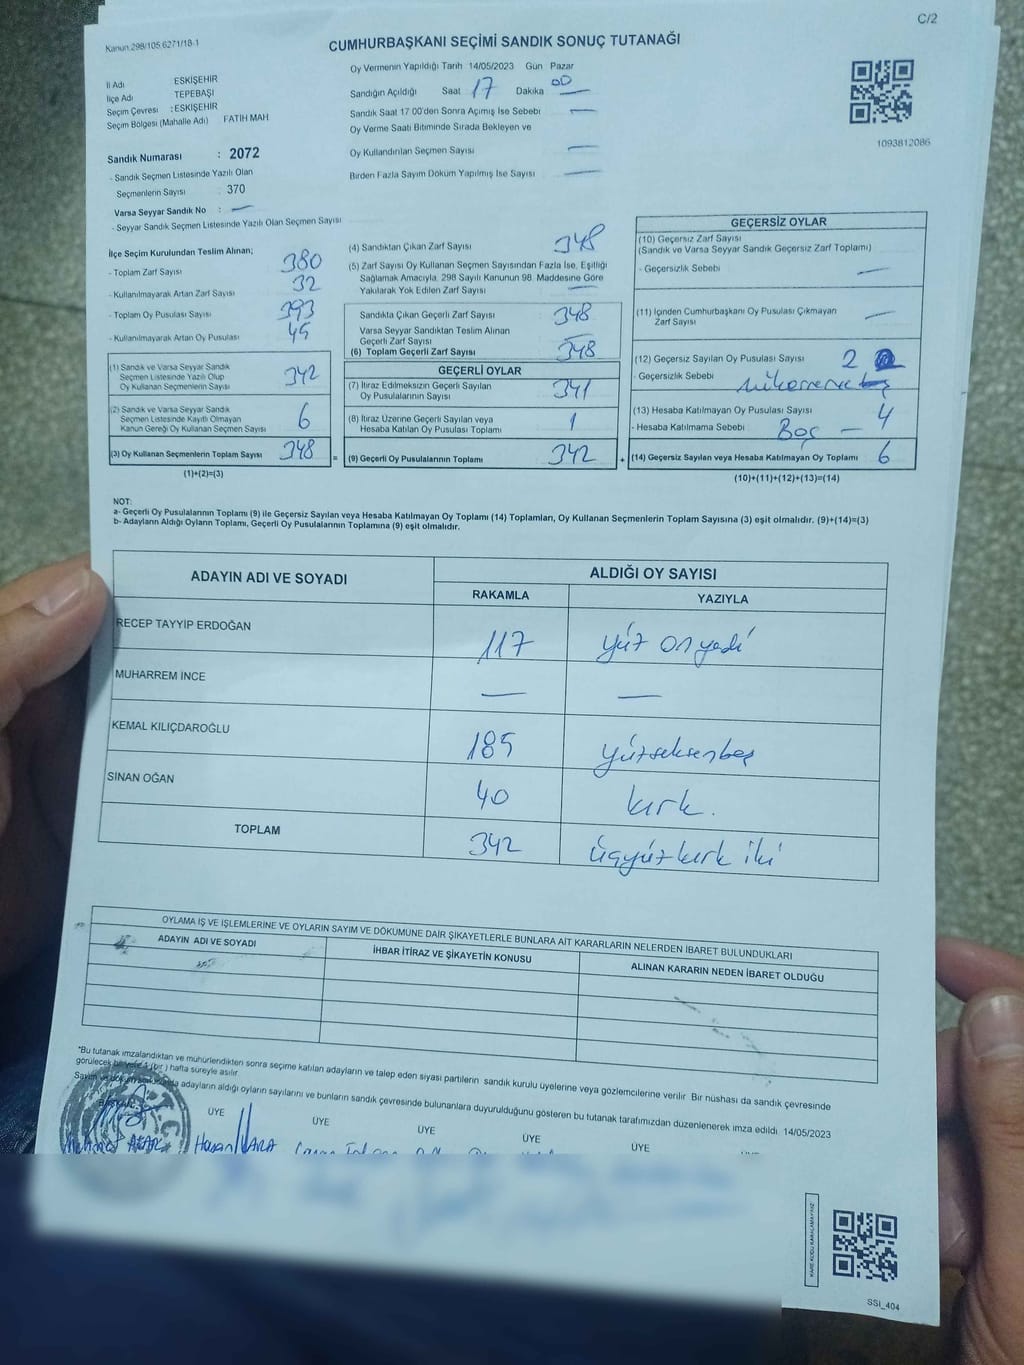 C/2
Kanun.298/105,6271/18-1
CUMHURBAŞKANI SEÇİMİ SANDIK SONUÇ TUTANAĞI
İl Adı ESKİŞEHİR
İlçe Adı TEPEBAŞI
Seçim Çevresi : ESKİŞEHİR
Seçim Bölgesi (Mahalle Adı) FATİH MAH
Sandık Numarası : 2072
- Sandık Seçmen Listesinde Yazılı Olan
Seçmenlerin Sayısı 370
Varsa Seyyar Sandık No : —
- Seyyar Sandık Seçmen Listesinde Yazılı Olan Seçmen Sayısı
Oy Vermenin Yapıldığı Tarih 14/05/2023 Gün Pazar
Sandığın Açıldığı Saat 17 Dakika 00
Sandık Saat 17:00'den Sonra Açılmış İse Sebebi —
Oy Verme Saati Bitiminde Sırada Bekleyen ve
Oy Kullandırılan Seçmen Sayısı —
Birden Fazla Sayım Döküm Yapılmış İse Sayısı —
1093812086
İlçe Seçim Kurulundan Teslim Alınan;
- Toplam Zarf Sayısı 380
- Kullanılmayarak Artan Zarf Sayısı 32
- Toplam Oy Pusulası Sayısı 393
- Kullanılmayarak Artan Oy Pusulası 45
(1) Sandık ve Varsa Seyyar Sandık
Seçmen Listesinde Yazılı Olup
Oy Kullanan Seçmenlerin Sayısı 342
(2) Sandık ve Varsa Seyyar Sandık
Seçmen Listesinde Kayıtlı Olmayan
Kanun Gereği Oy Kullanan Seçmen Sayısı 6
(3) Oy Kullanan Seçmenlerin Toplam Sayısı 348
(1)+(2)=(3)
(4) Sandıktan Çıkan Zarf Sayısı 348
(5) Zarf Sayısı Oy Kullanan Seçmen Sayısından Fazla İse, Eşitliği
Sağlamak Amacıyla, 298 Sayılı Kanunun 98. Maddesine Göre
Yakılarak Yok Edilen Zarf Sayısı —
Sandıkta Çıkan Geçerli Zarf Sayısı 348
Varsa Seyyar Sandıktan Teslim Alınan
Geçerli Zarf Sayısı —
(6) Toplam Geçerli Zarf Sayısı 348
GEÇERLİ OYLAR
(7) İtiraz Edilmeksizin Geçerli Sayılan
Oy Pusulalarının Sayısı 341
(8) İtiraz Üzerine Geçerli Sayılan veya
Hesaba Katılan Oy Pusulası Toplamı 1
= (9) Geçerli Oy Pusulalarının Toplamı 342
GEÇERSİZ OYLAR
(10) Geçersiz Zarf Sayısı
(Sandık ve Varsa Seyyar Sandık Geçersiz Zarf Toplamı)
- Geçersizlik Sebebi —
(11) İçinden Cumhurbaşkanı Oy Pusulası Çıkmayan
Zarf Sayısı —
(12) Geçersiz Sayılan Oy Pusulası Sayısı 2
- Geçersizlik Sebebi
(13) Hesaba Katılmayan Oy Pusulası Sayısı 4
- Hesaba Katılmama Sebebi Boş —
+ (14) Geçersiz Sayılan veya Hesaba Katılmayan Oy Toplamı 6
(10)+(11)+(12)+(13)=(14)
NOT:
a- Geçerli Oy Pusulalarının Toplamı (9) ile Geçersiz Sayılan veya Hesaba Katılmayan Oy Toplamı (14) Toplamları, Oy Kullanan Seçmenlerin Toplam Sayısına (3) eşit olmalıdır. (9)+(14)=(3)
b- Adayların Aldığı Oyların Toplamı, Geçerli Oy Pusulalarının Toplamına (9) eşit olmalıdır.
ADAYIN ADI VE SOYADI ALDIĞI OY SAYISI
RAKAMLA YAZIYLA
RECEP TAYYİP ERDOĞAN 117 yüz onyedi
MUHARREM İNCE — —
KEMAL KILIÇDAROĞLU 185 yüzseksenbeş
SİNAN OĞAN 40 kırk.
TOPLAM 342 üçyüzkırk iki
OYLAMA İŞ VE İŞLEMLERİNE VE OYLARIN SAYIM VE DÖKÜMÜNE DAİR ŞİKAYETLERLE BUNLARA AİT KARARLARIN NELERDEN İBARET BULUNDUKLARI
ADAYIN ADI VE SOYADI İHBAR İTİRAZ VE ŞİKAYETİN KONUSU ALINAN KARARIN NEDEN İBARET OLDUĞU
*Bu tutanak imzalandıktan ve mühürlendikten sonra seçime katılan adayların ve talep eden siyasi partilerin sandık kurulu üyelerine veya gözlemcilerine verilir. Bir nüshası da sandık çevresinde
görülecek bir yere 1 (bir) hafta süreyle asılır.
adayların aldığı oyların sayılarını ve bunların sandık çevresinde bulunanlara duyurulduğunu gösteren bu tutanak tarafımızdan düzenlenerek imza edildi. 14/05/2023
ÜYE ÜYE ÜYE ÜYE ÜYE
SSI_404